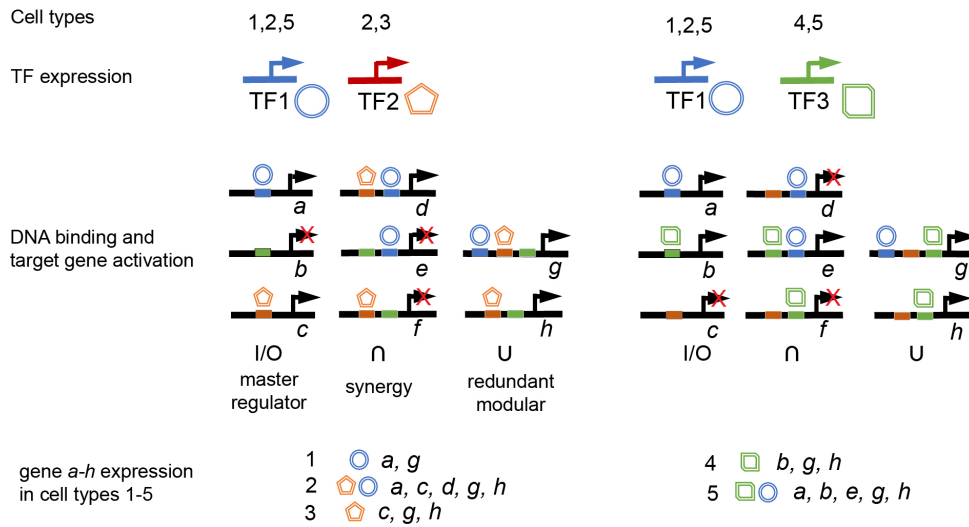 Cell types 1,2,5 2,3 1,2,5 4,5
TF expression
TF1 TF2 TF1 TF3
a d a d
DNA binding and
target gene activation
b e g b e g
c f h c f h
I/O ∩ ∪ I/O ∩ ∪
master regulator synergy redundant modular
gene a-h expression
in cell types 1-5
1 a, g 4 b, g, h
2 a, c, d, g, h 5 a, b, e, g, h
3 c, g, h